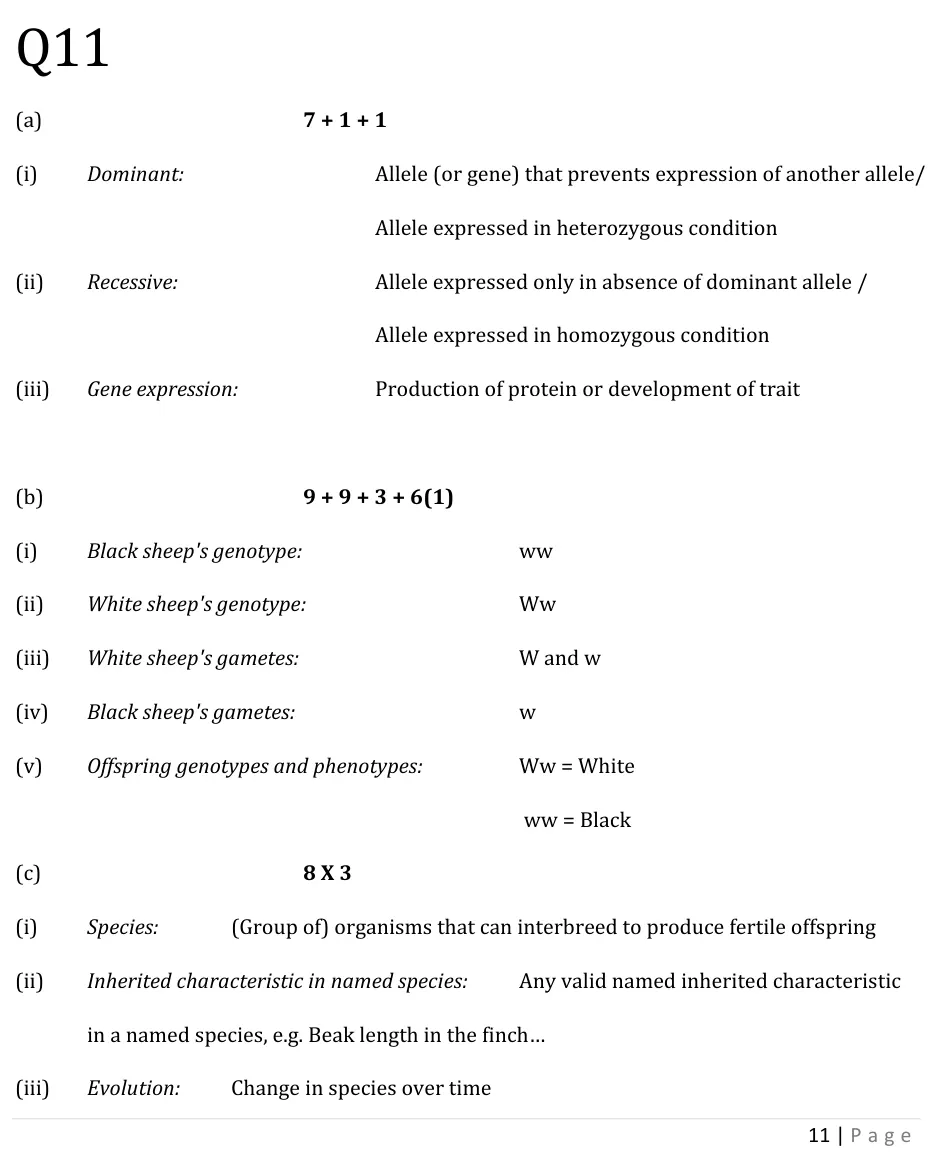 Q11
(a) 7 + 1 + 1
(i) Dominant: Allele (or gene) that prevents expression of another allele/
Allele expressed in heterozygous condition
(ii) Recessive: Allele expressed only in absence of dominant allele /
Allele expressed in homozygous condition
(iii) Gene expression: Production of protein or development of trait
(b) 9 + 9 + 3 + 6(1)
(i) Black sheep's genotype: ww
(ii) White sheep's genotype: Ww
(iii) White sheep's gametes: W and w
(iv) Black sheep's gametes: w
(v) Offspring genotypes and phenotypes: Ww = White
ww = Black
(c) 8 X 3
(i) Species: (Group of) organisms that can interbreed to produce fertile offspring
(ii) Inherited characteristic in named species: Any valid named inherited characteristic
in a named species, e.g. Beak length in the finch…
(iii) Evolution: Change in species over time
11 | Page